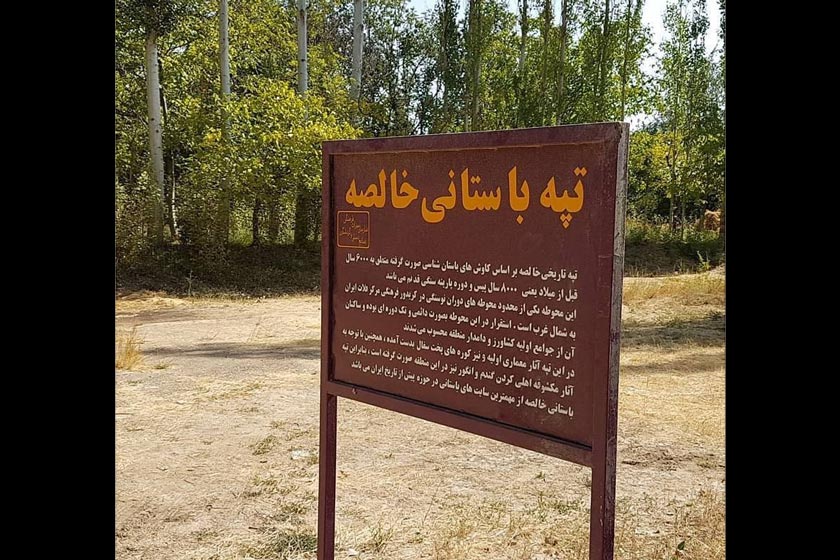 تپه باستانی خالصه
تپه تاریخی خالصه بر اساس کاوش های باستان شناسی صورت گرفته متعلق به ۶۰۰۰ سال
قبل از میلاد یعنی ۸۰۰۰ سال پیس و دوره پارینه سنگی قدیم می باشد
این محوطه یکی از محدود محوطه های دوران نوسنگی در کریدور فرهنگی مرکز فلات ایران
به شمال غرب است . استقرار در این محوطه بصورت دائمی و تک دوره ای بوده و ساکنان
آن از جوامع اولیه کشاورز و دامدار منطقه محسوب می شدند
در این تپه آثار معماری اولیه و نیز کوره های پخت سفال بدست آمده ، همچنین با توجه به
آثار مکشوفه اهلی کردن گندم و انگور نیز در این منطقه صورت گرفته است ، بنابراین تپه
باستانی خالصه از مهمترین سایت های باستانی در حوزه پیش از تاریخ ایران می باشد